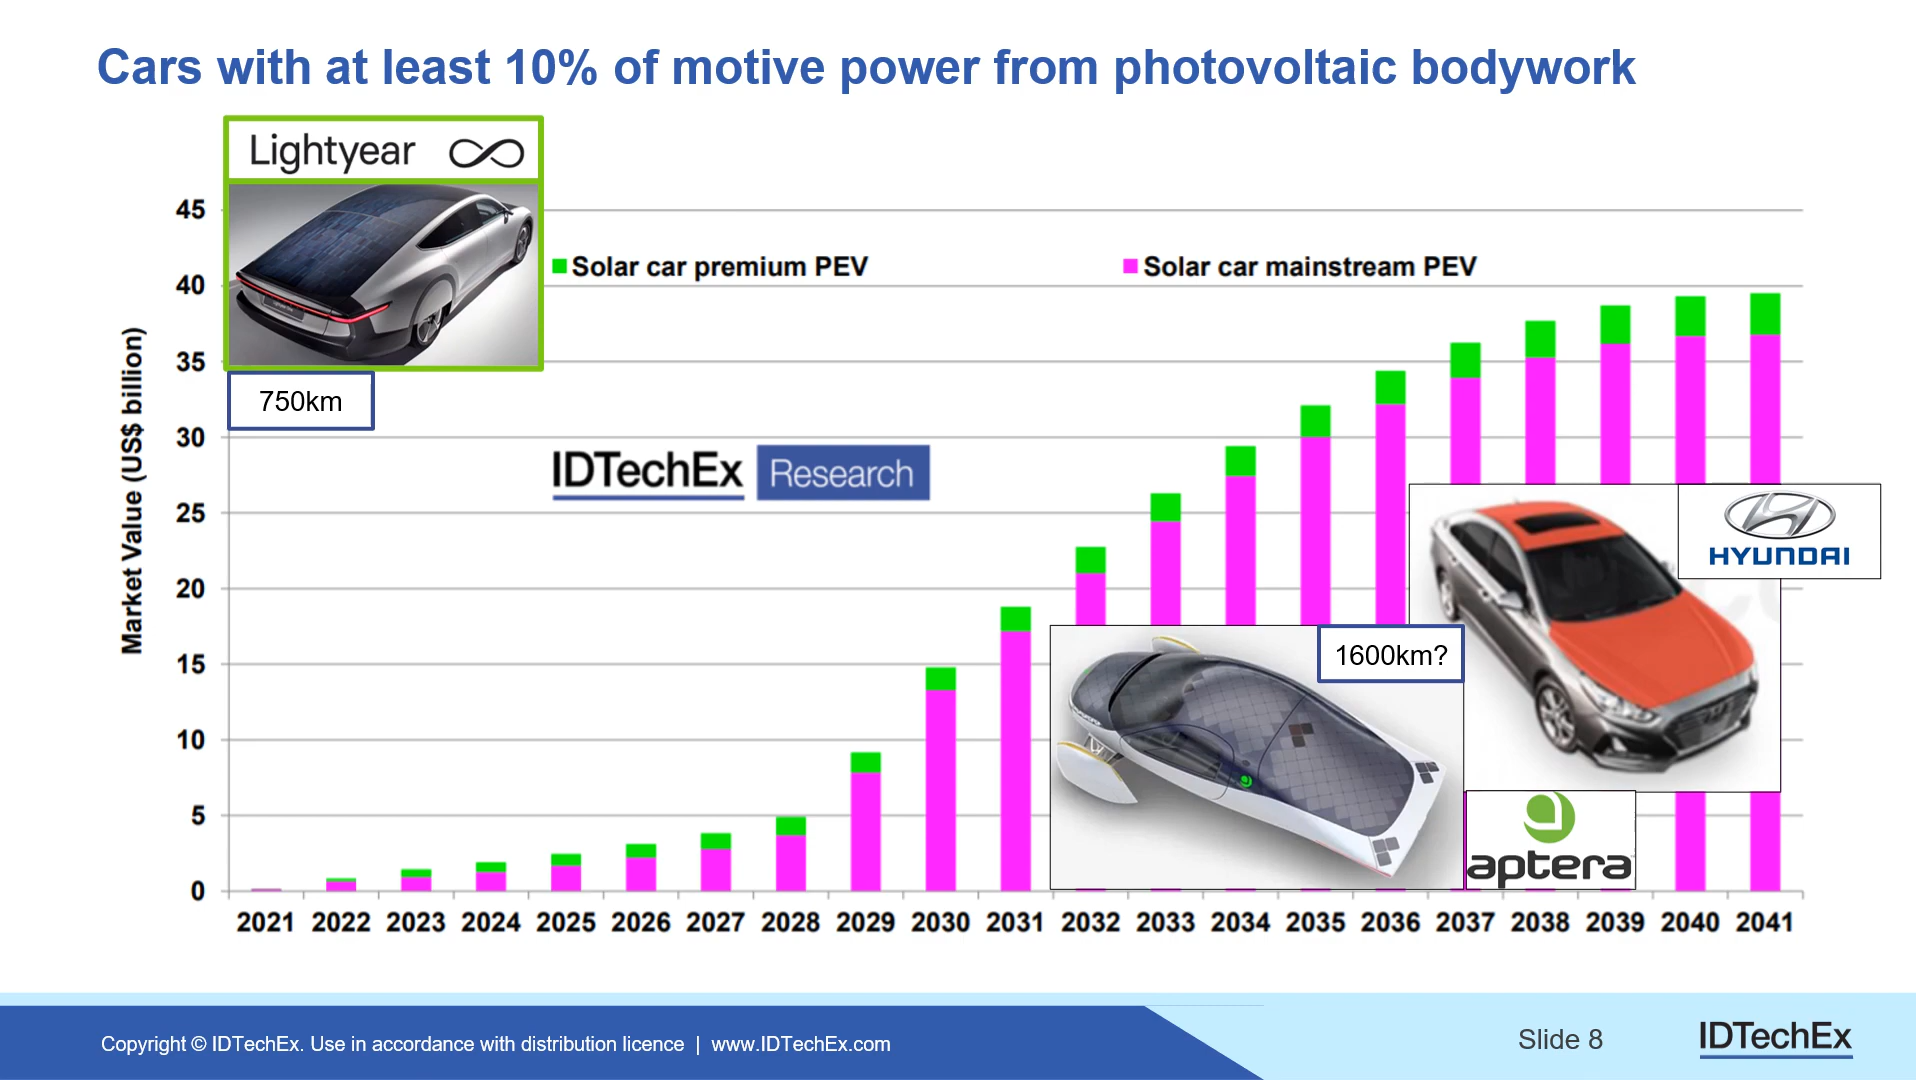 Cars with at least 10% of motive power from photovoltaic bodywork
Lightyear
45
Solar car premium PEV
Solar car mainstream PEV
40
35
750km
30
IDTechEx Research
25
HYUNDAI
20
15
1600km?
10
5
aptera
0
Market Value (US$ billion)
2021 2022 2023 2024 2025 2026 2027 2028 2029 2030 2031 2032 2033 2034 2035 2036 2037 2038 2039 2040 2041
Copyright © IDTechEx. Use in accordance with distribution licence | www.IDTechEx.com
Slide 8
IDTechEx